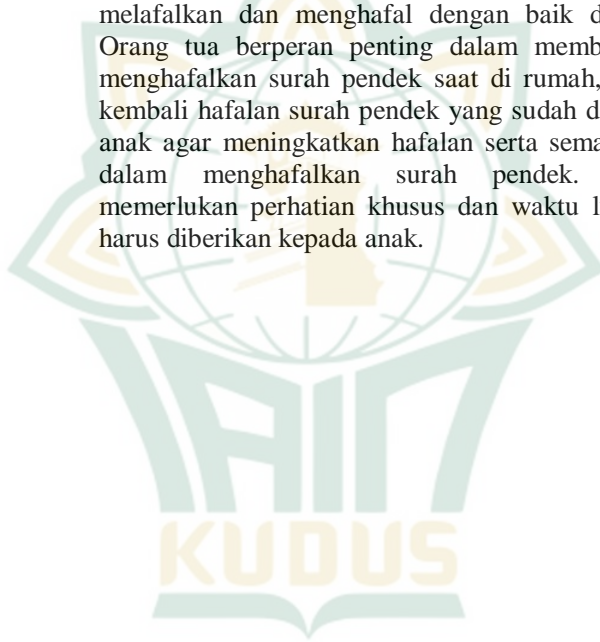 melafalkan dan menghafal dengan baik
Orang tua berperan penting dalam
menghafalkan surah pendek saat di rumah,
kembali hafalan surah pendek yang sudah
anak agar meningkatkan hafalan serta
dalam menghafalkan surah pendek.
memerlukan perhatian khusus dan waktu
harus diberikan kepada anak.
IAIN
KUDUS